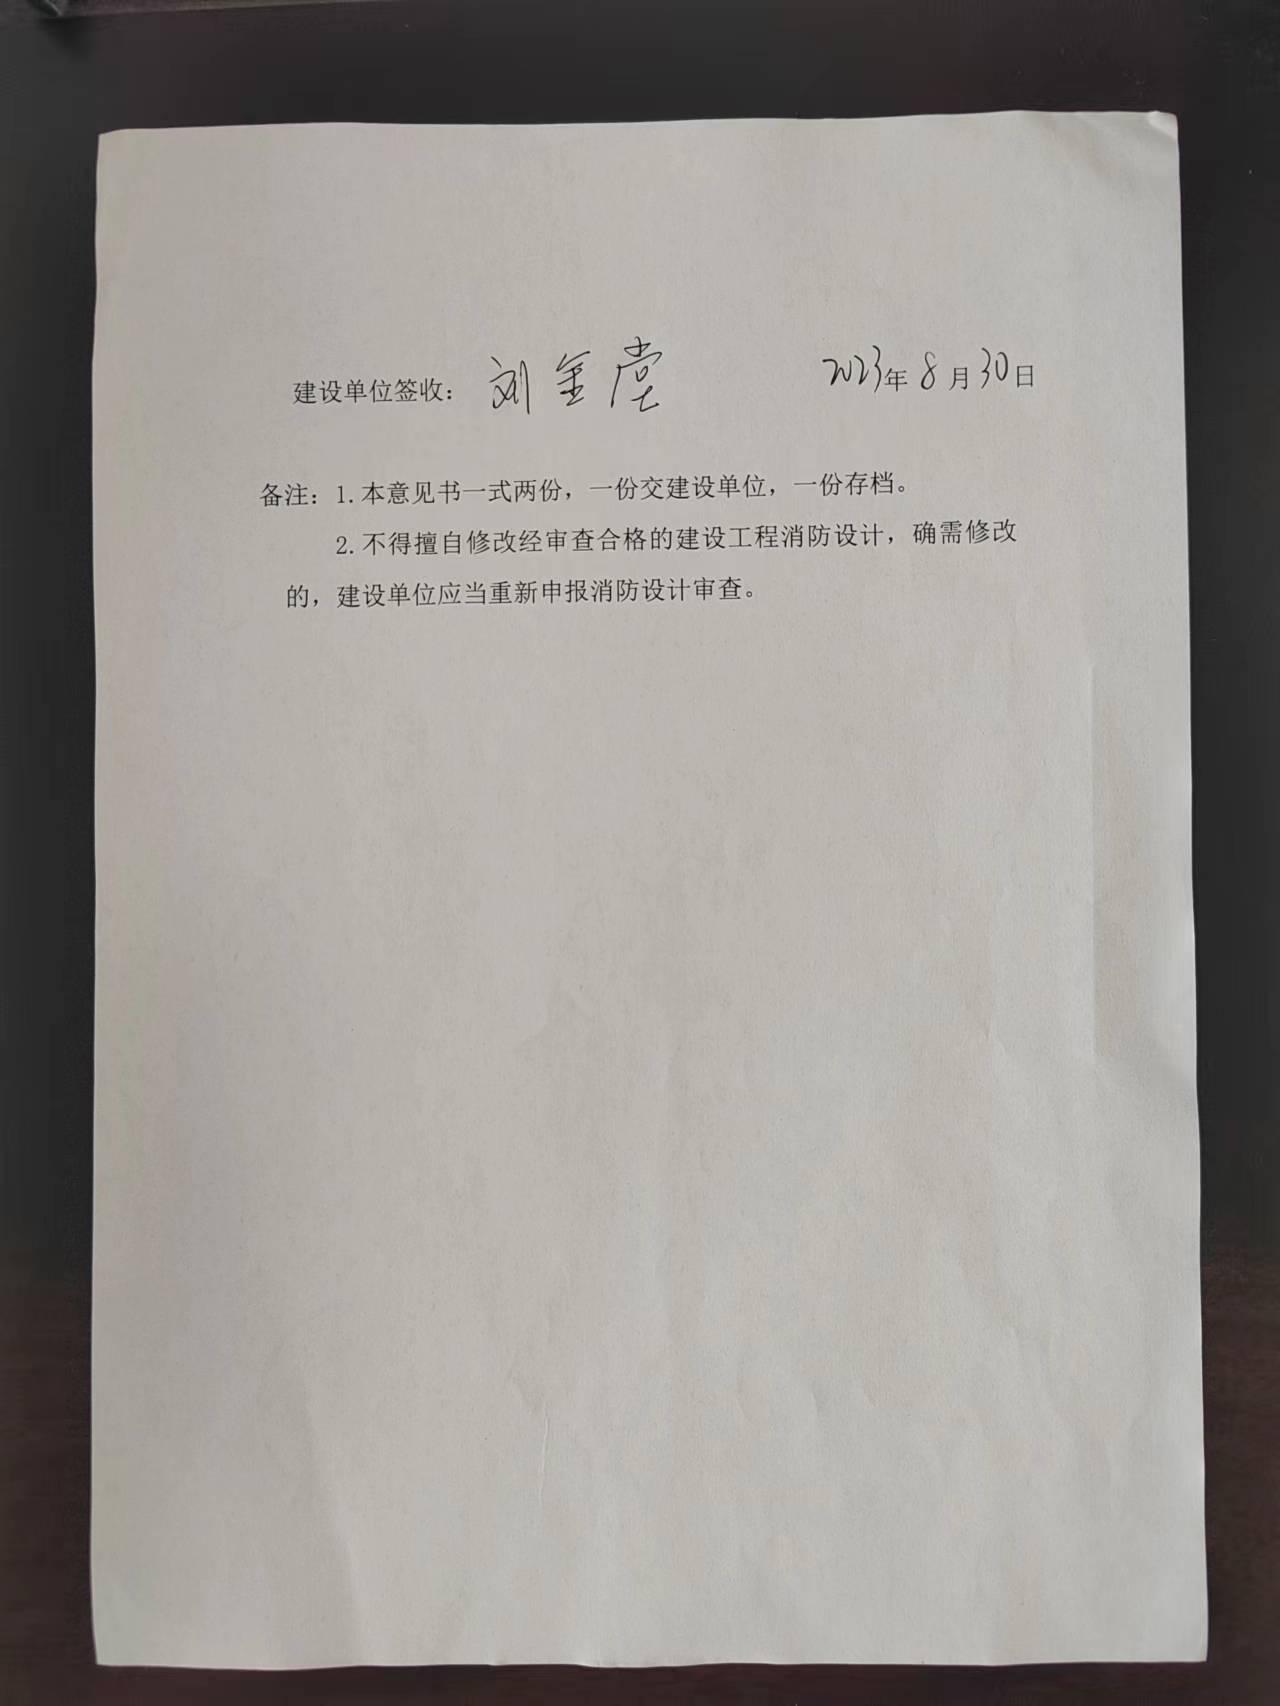 建设单位签收：刘金堂 2023年8月30日
备注：1.本意见书一式两份，一份交建设单位，一份存档。
2.不得擅自修改经审查合格的建设工程消防设计，确需修改
的，建设单位应当重新申报消防设计审查。